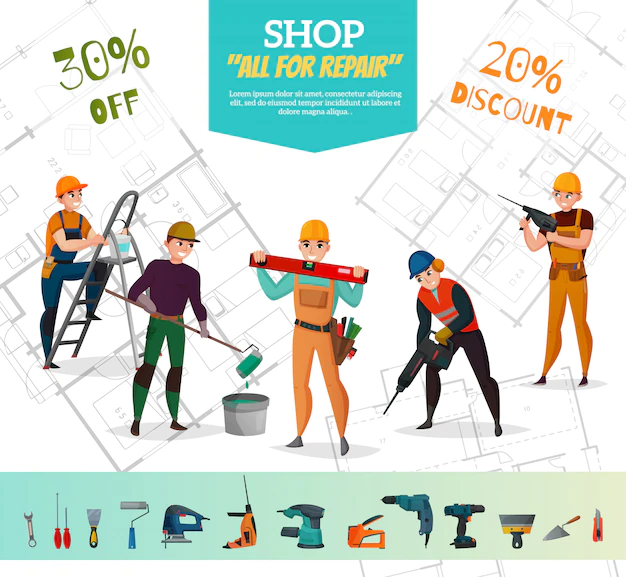 SHOP
"ALL FOR REPAIR"
Lorem ipsum dolor sit amet, consectetur adipiscing
elit, sed do eiusmod tempor incididunt ut labore et
dolore magna aliqua. .
30%
OFF
20%
DISCOUNT